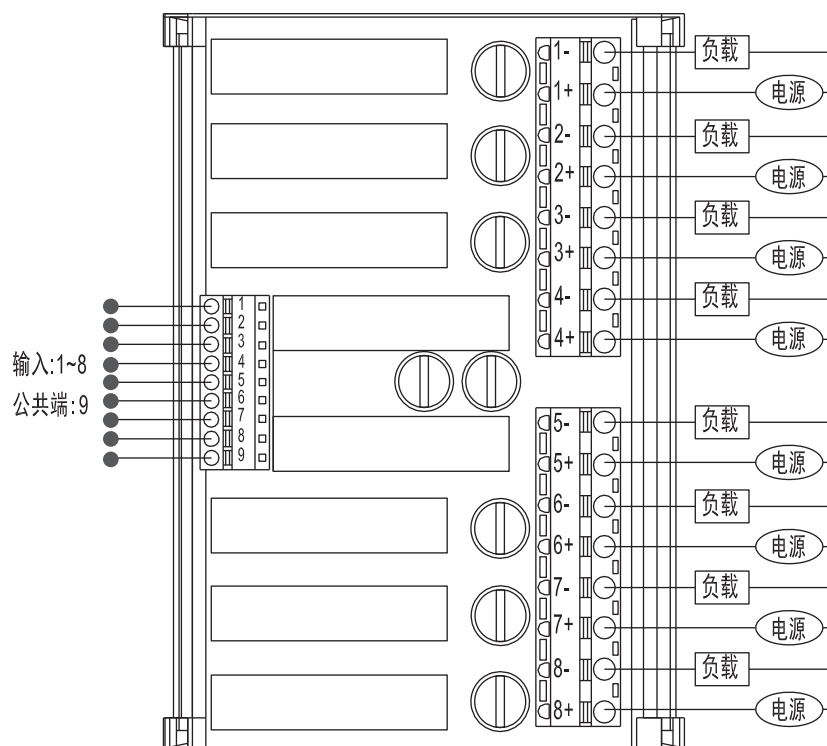 1- 负载
1+ 电源
2- 负载
2+ 电源
3- 负载
3+ 电源
4- 负载
4+ 电源
1
2
3
4
5
6
7
8
9
输入:1~8
公共端:9
5- 负载
5+ 电源
6- 负载
6+ 电源
7- 负载
7+ 电源
8- 负载
8+ 电源